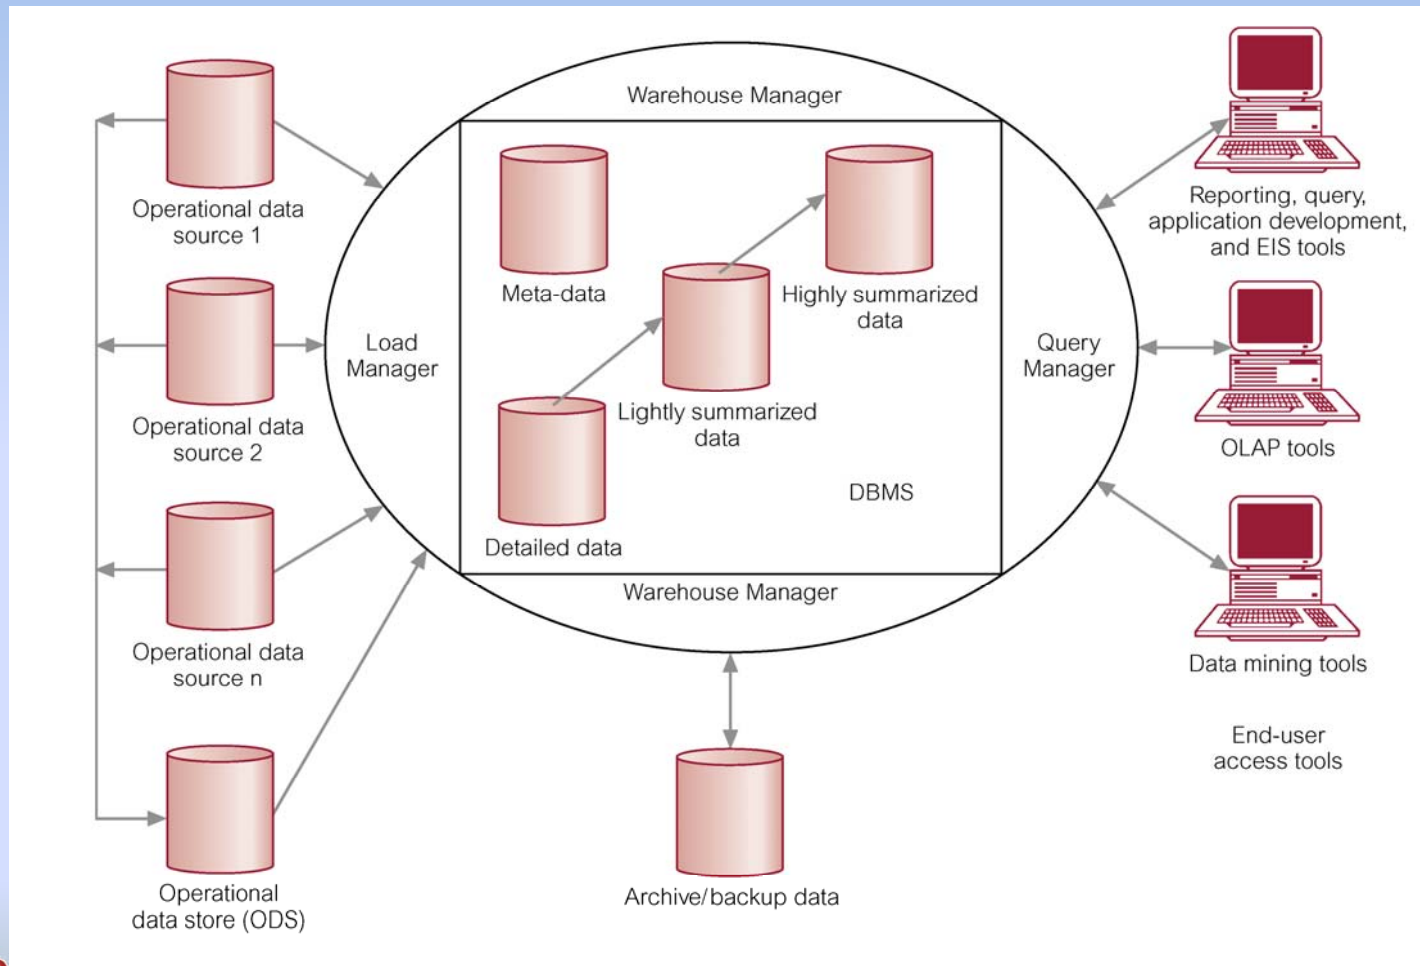 Operational data
source 1
Operational data
source 2
Operational data
source n
Operational
data store (ODS)
Load
Manager
Warehouse Manager
Meta-data
Highly summarized
data
Lightly summarized
data
Detailed data
DBMS
Warehouse Manager
Archive/backup data
Query
Manager
Reporting, query,
application development,
and EIS tools
OLAP tools
Data mining tools
End-user
access tools